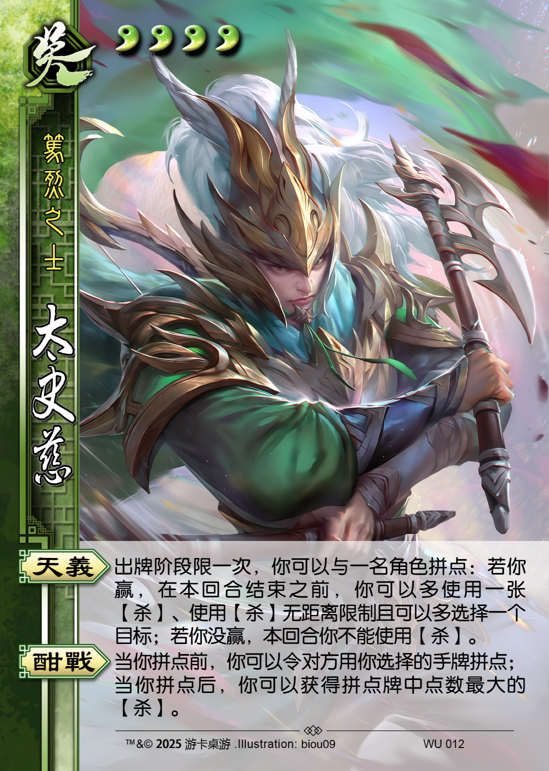 吴
篤烈之士
太史慈
天義
出牌阶段限一次，你可以与一名角色拼点：若你
赢，在本回合结束之前，你可以多使用一张
【杀】、使用【杀】无距离限制且可以多选择一个
目标；若你没赢，本回合你不能使用【杀】。
酣戰
当你拼点前，你可以令对方用你选择的手牌拼点；
当你拼点后，你可以获得拼点牌中点数最大的
【杀】。
™&© 2025 游卡桌游 .Illustration: biou09
WU 012